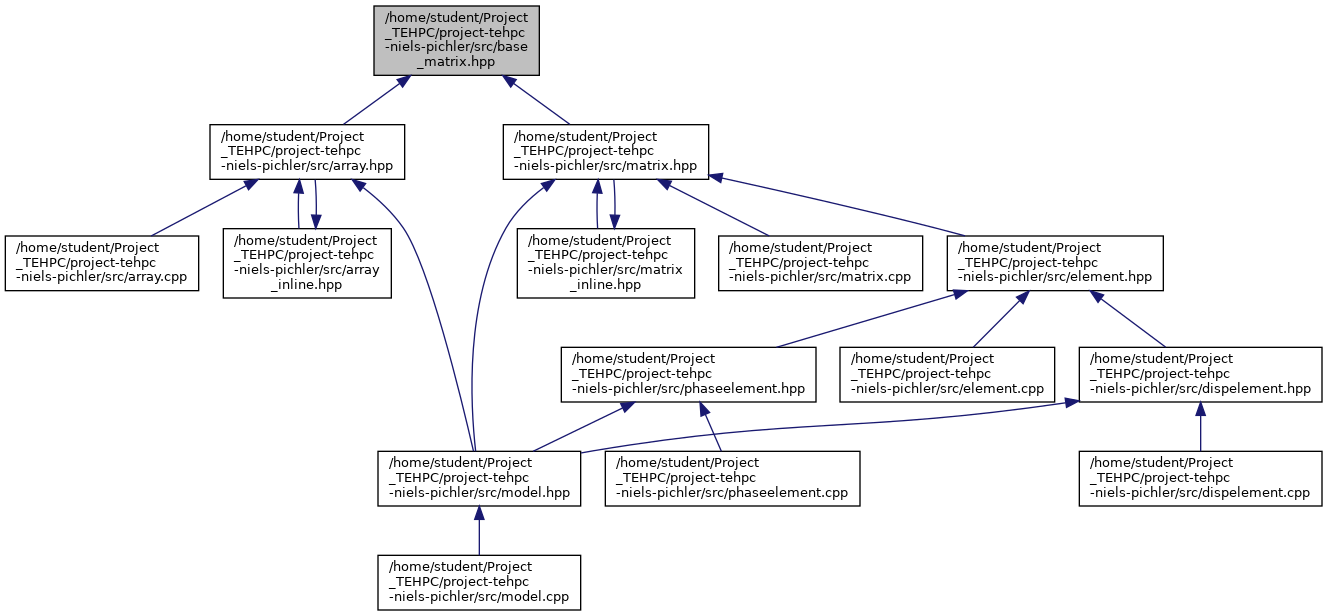 /home/student/Project
_TEHPC/project-tehpc
-niels-pichler/src/base
_matrix.hpp
/home/student/Project
_TEHPC/project-tehpc
-niels-pichler/src/array.hpp
/home/student/Project
_TEHPC/project-tehpc
-niels-pichler/src/matrix.hpp
/home/student/Project
_TEHPC/project-tehpc
-niels-pichler/src/array.cpp
/home/student/Project
_TEHPC/project-tehpc
-niels-pichler/src/array
_inline.hpp
/home/student/Project
_TEHPC/project-tehpc
-niels-pichler/src/matrix
_inline.hpp
/home/student/Project
_TEHPC/project-tehpc
-niels-pichler/src/matrix.cpp
/home/student/Project
_TEHPC/project-tehpc
-niels-pichler/src/element.hpp
/home/student/Project
_TEHPC/project-tehpc
-niels-pichler/src/phaseelement.hpp
/home/student/Project
_TEHPC/project-tehpc
-niels-pichler/src/element.cpp
/home/student/Project
_TEHPC/project-tehpc
-niels-pichler/src/dispelement.hpp
/home/student/Project
_TEHPC/project-tehpc
-niels-pichler/src/model.hpp
/home/student/Project
_TEHPC/project-tehpc
-niels-pichler/src/phaseelement.cpp
/home/student/Project
_TEHPC/project-tehpc
-niels-pichler/src/dispelement.cpp
/home/student/Project
_TEHPC/project-tehpc
-niels-pichler/src/model.cpp